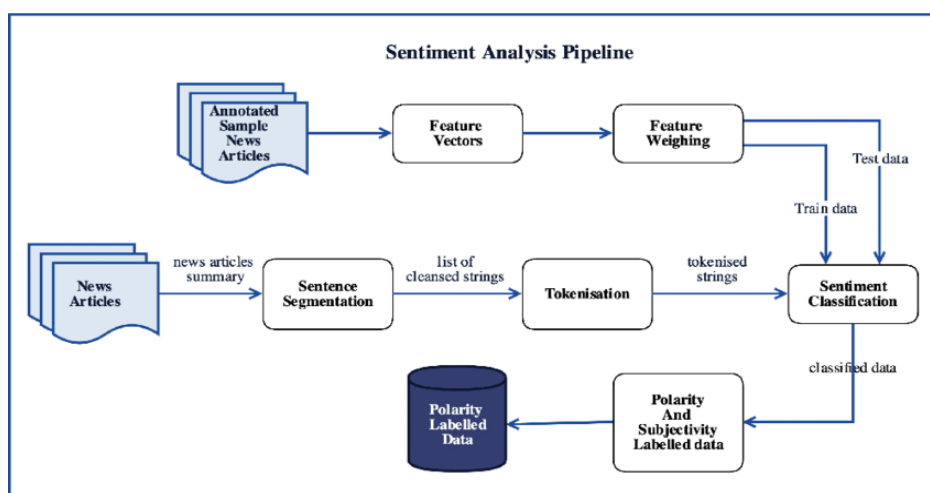 Sentiment Analysis Pipeline
Annotated
Sample
News
Articles
Feature
Vectors
Feature
Weighing
Test data
Train data
News
Articles
news articles
summary
Sentence
Segmentation
list of
cleansed strings
Tokenisation
tokenised
strings
Sentiment
Classification
classified data
Polarity
And
Subjectivity
Labelled data
Polarity
Labelled
Data